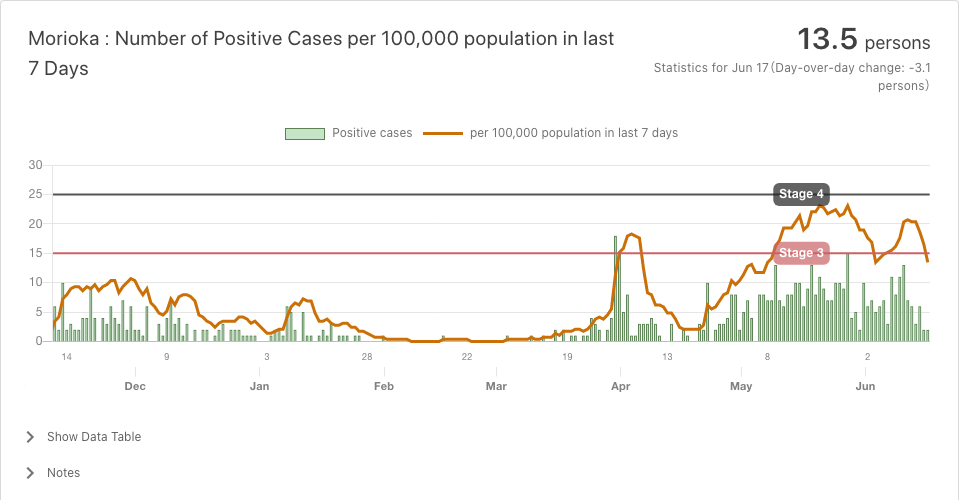 Morioka : Number of Positive Cases per 100,000 population in last
7 Days
13.5 persons
Statistics for Jun 17(Day-over-day change: -3.1
persons)
Positive cases
per 100,000 population in last 7 days
30
25
20
15
10
5
0
Stage 4
Stage 3
14 9 3 28 22 19 13 8 2
Dec Jan Feb Mar Apr May Jun
Show Data Table
Notes